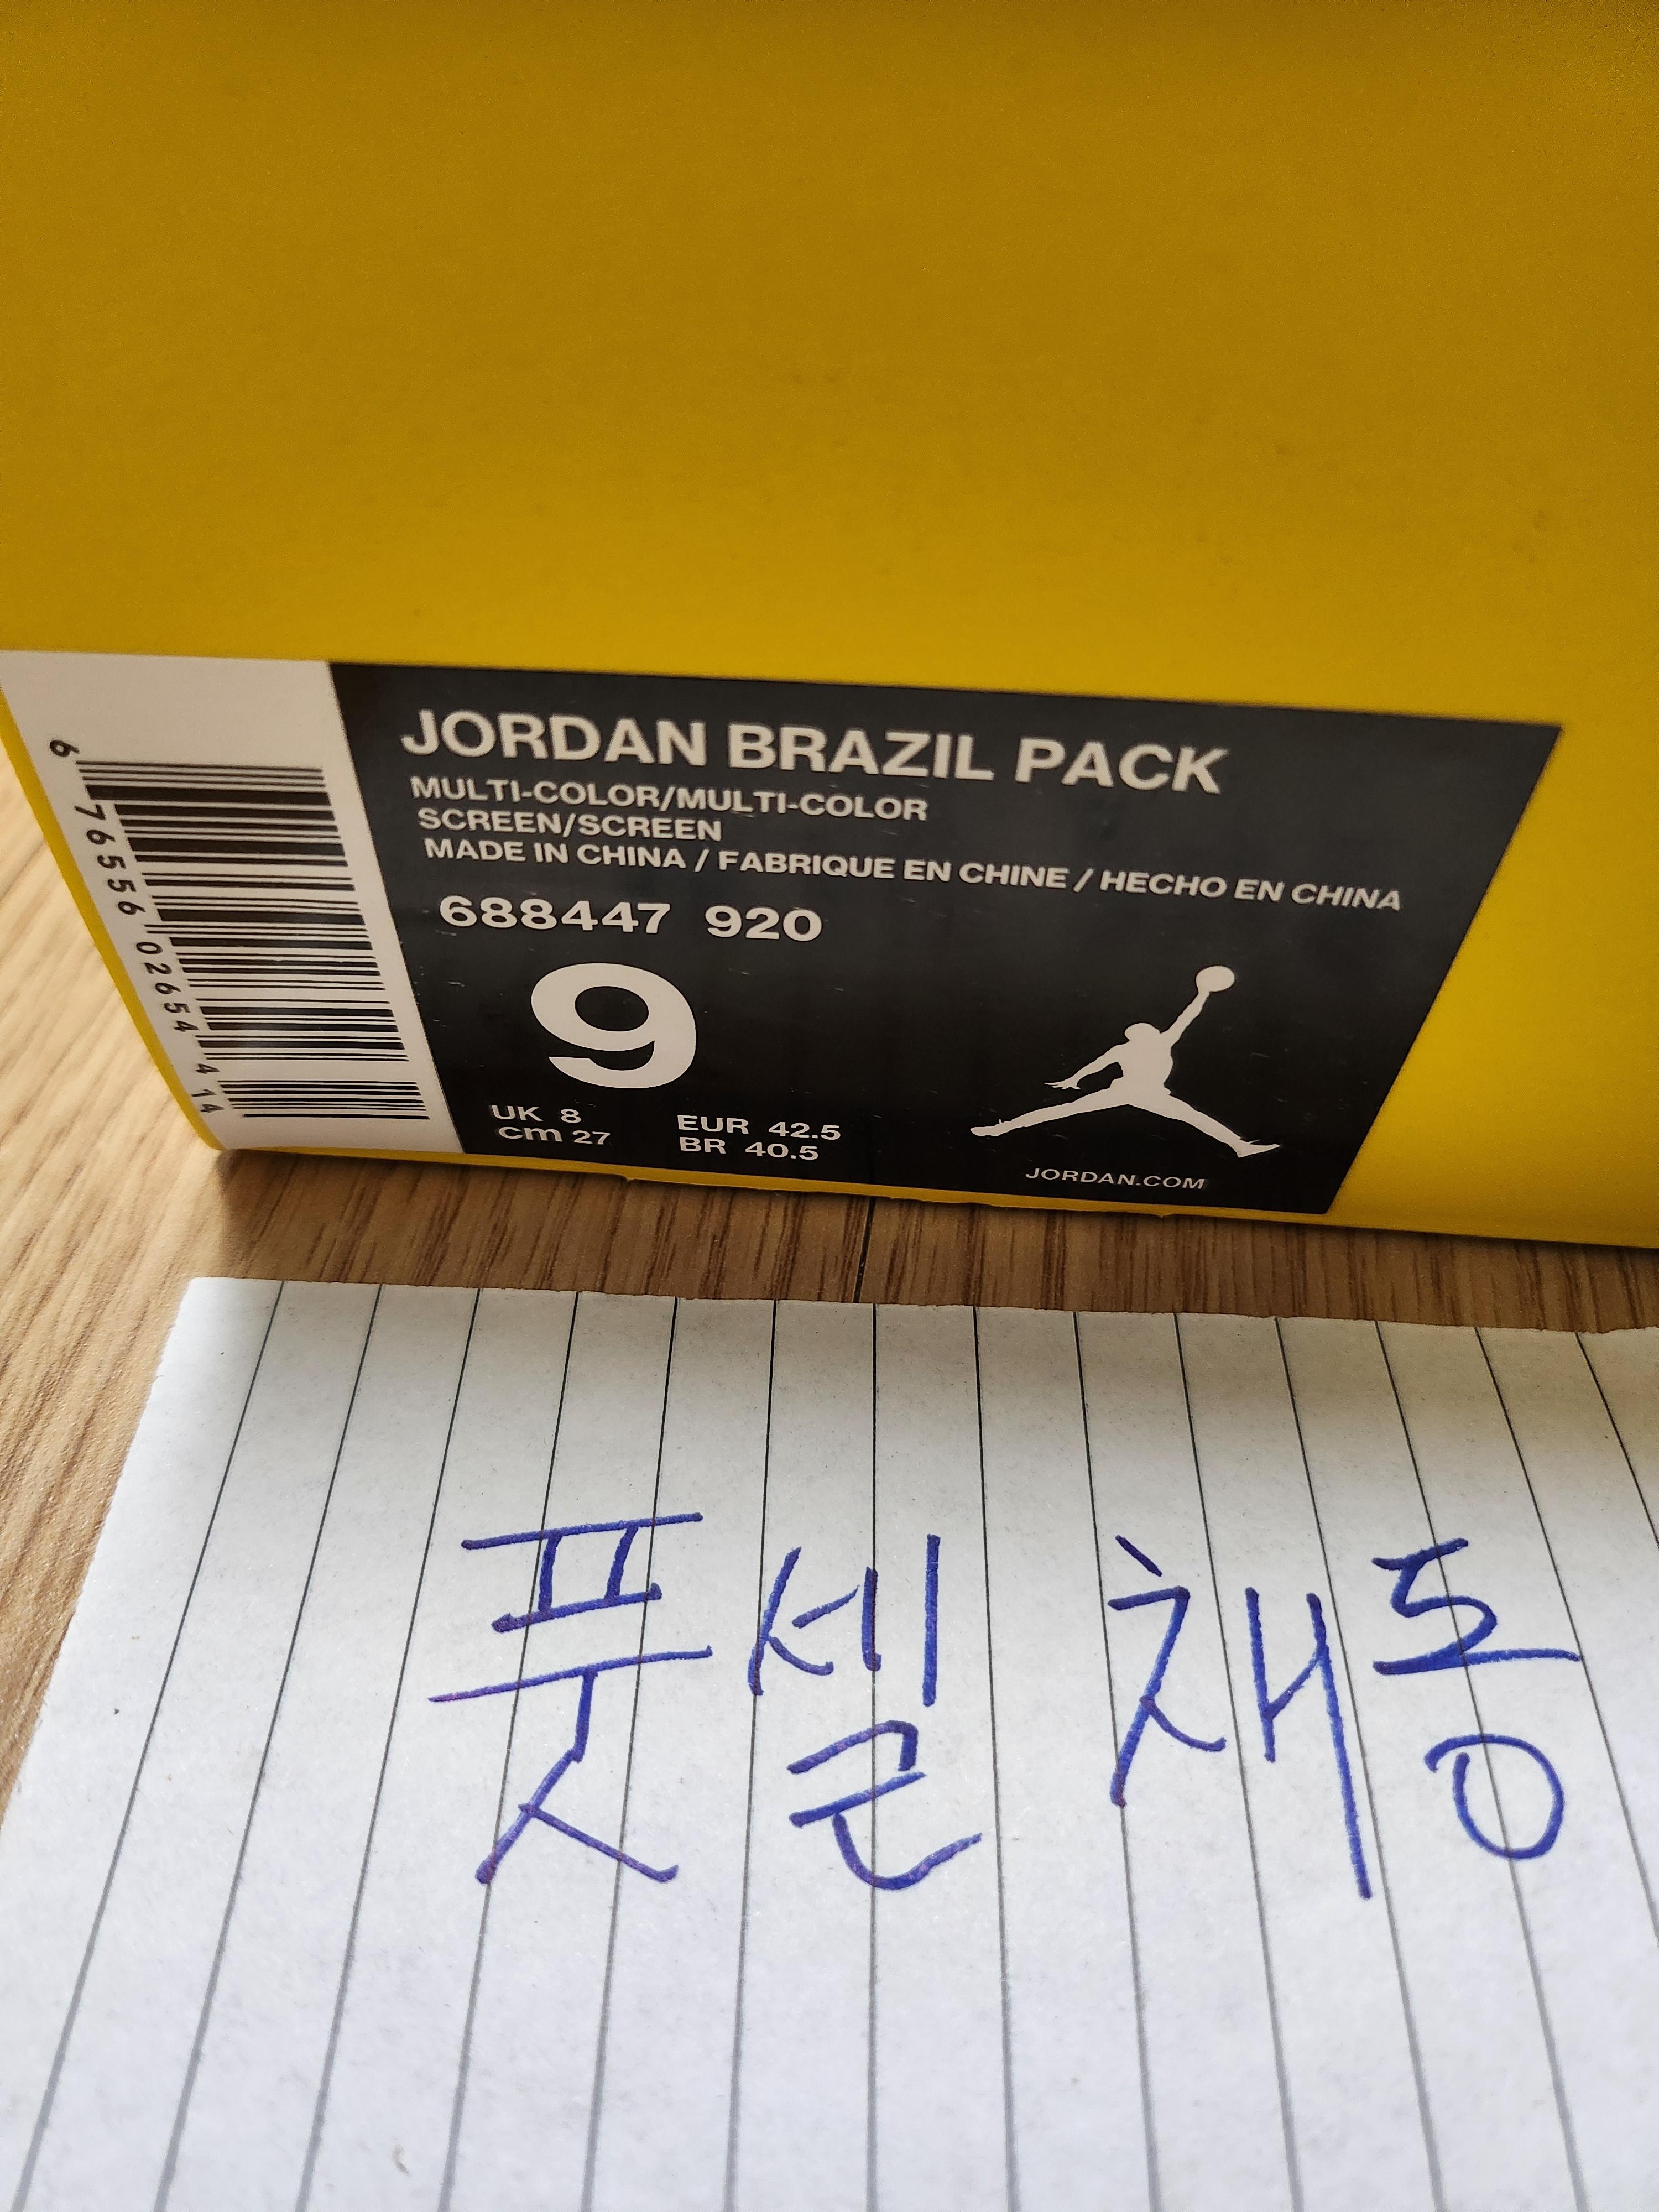 JORDAN BRAZIL PACK
MULTI-COLOR/MULTI-COLOR
SCREEN/SCREEN
MADE IN CHINA / FABRIQUE EN CHINE / HECHO EN CHINA
688447 920
9
UK 8 EUR 42.5
cm 27 BR 40.5
JORDAN.COM
6 76556 02654 4 14
풋셀 채통